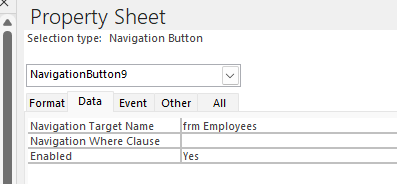 Property Sheet
Selection type: Navigation Button
NavigationButton9
Format Data Event Other All
Navigation Target Name frm Employees
Navigation Where Clause
Enabled Yes